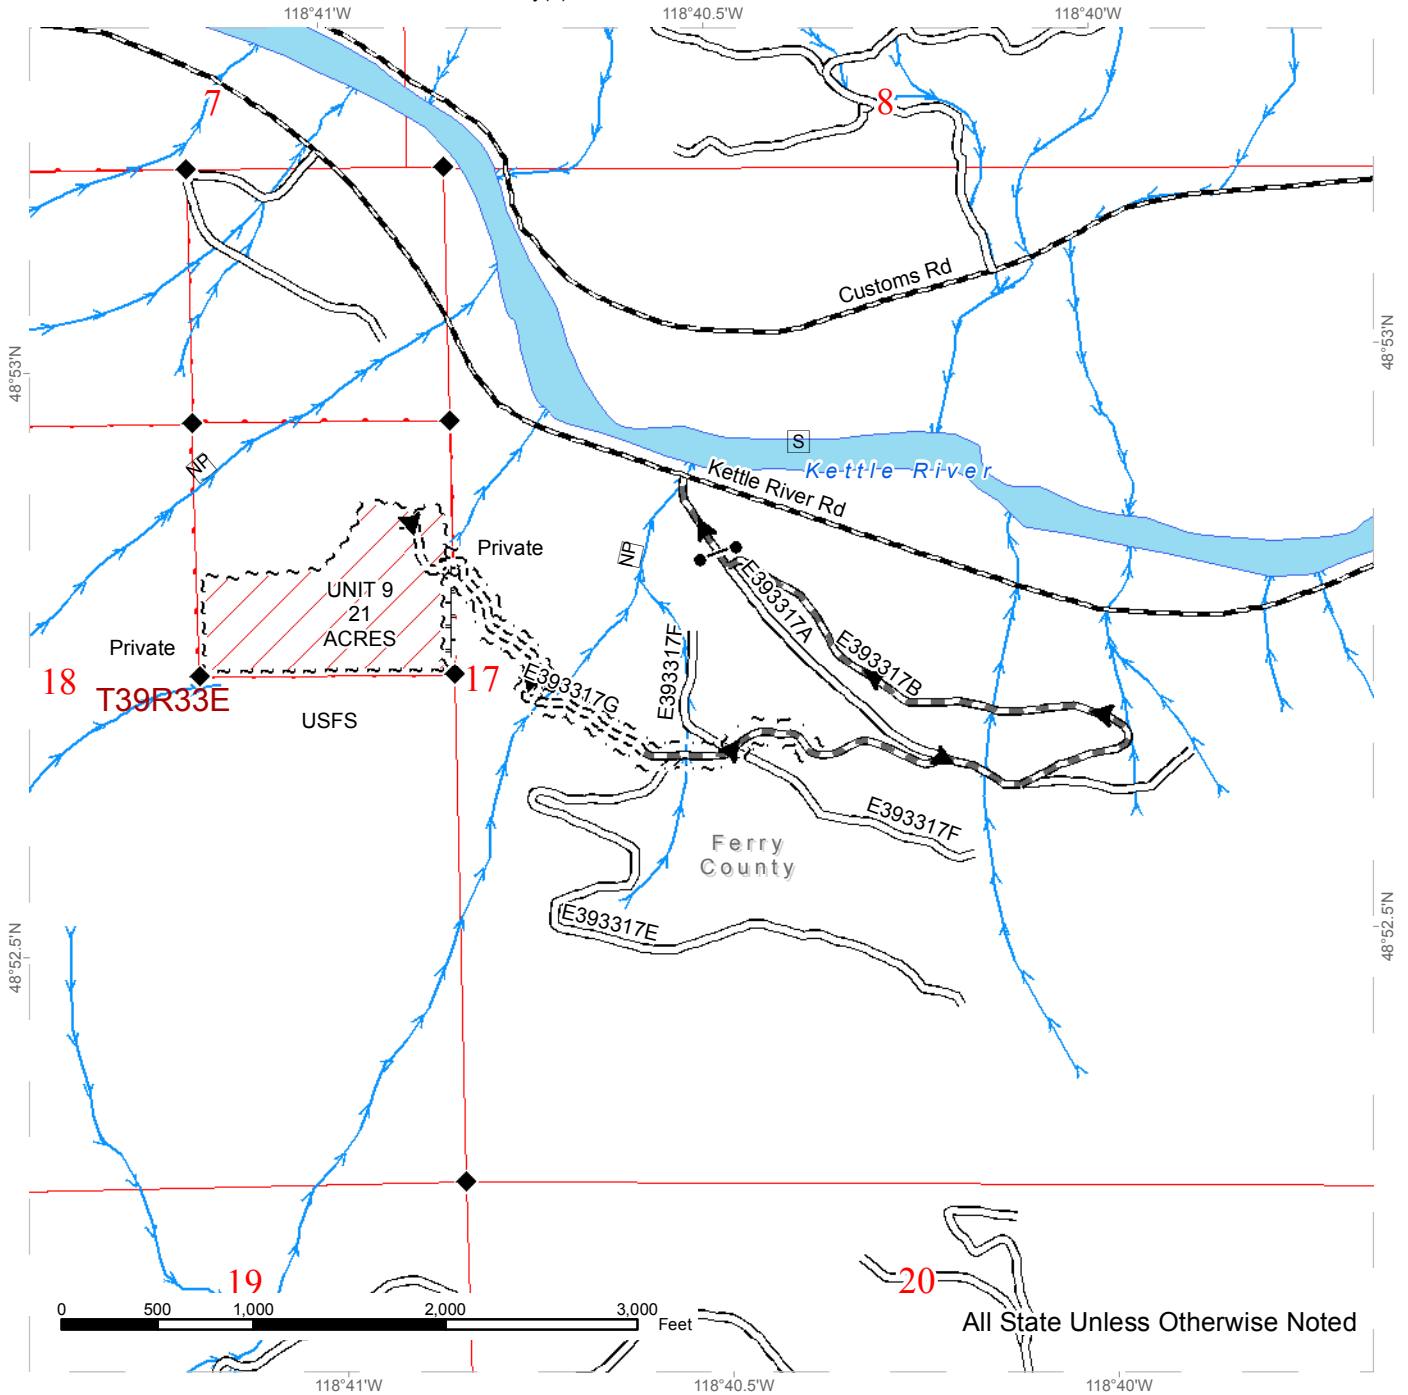 118°41'W
118°40.5'W
118°40'W
7
8
Customs Rd
48°53'N
48°53'N
S
Kettle River
Kettle River Rd
NP
NP
Private
UNIT 9
21
ACRES
E393317A
E393317B
E393317F
Private
18
17
T39R33E
E393317G
USFS
E393317F
Ferry
County
E393317E
48°52.5'N
48°52.5'N
19
20
0
500
1,000
2,000
3,000
Feet
All State Unless Otherwise Noted
118°41'W
118°40.5'W
118°40'W